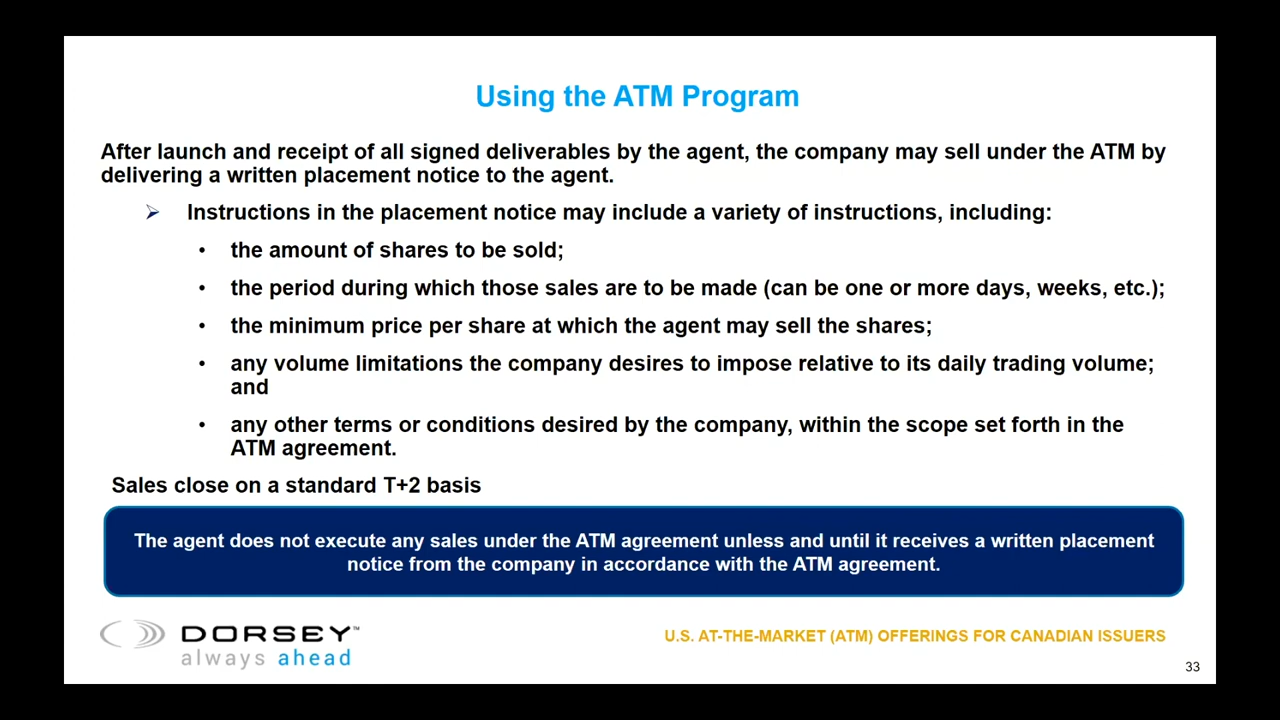 Using the ATM Program
After launch and receipt of all signed deliverables by the agent, the company may sell under the ATM by
delivering a written placement notice to the agent.
➢ Instructions in the placement notice may include a variety of instructions, including:
• the amount of shares to be sold;
• the period during which those sales are to be made (can be one or more days, weeks, etc.);
• the minimum price per share at which the agent may sell the shares;
• any volume limitations the company desires to impose relative to its daily trading volume;
and
• any other terms or conditions desired by the company, within the scope set forth in the
ATM agreement.
Sales close on a standard T+2 basis
The agent does not execute any sales under the ATM agreement unless and until it receives a written placement
notice from the company in accordance with the ATM agreement.
DORSEY™
always ahead
U.S. AT-THE-MARKET (ATM) OFFERINGS FOR CANADIAN ISSUERS
33